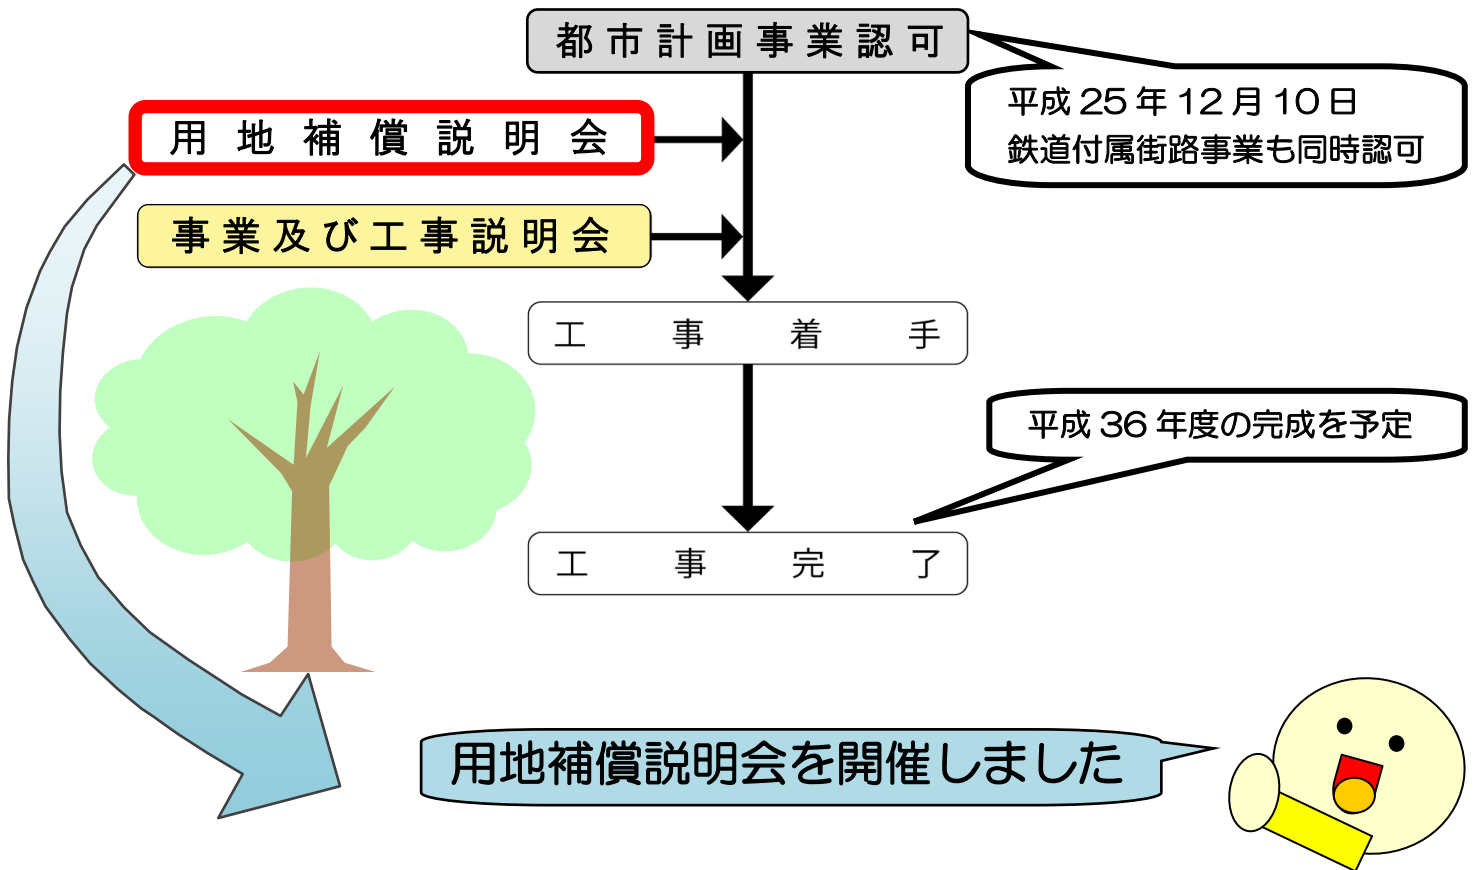 都市計画事業認可
平成25年12月10日
鉄道付属街路事業も同時認可
用地補償説明会
事業及び工事説明会
工事着手
平成36年度の完成を予定
工事完了
用地補償説明会を開催しました